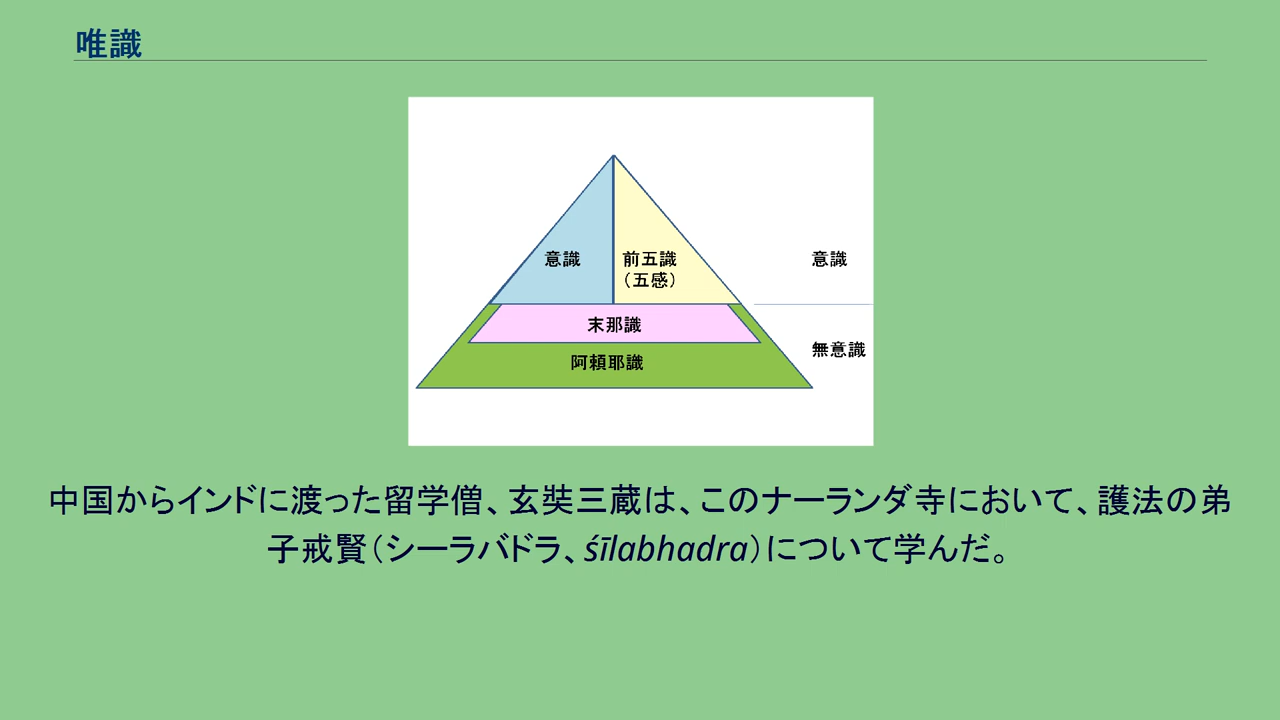 唯識
意識
前五識
（五感）
意識
末那識
無意識
阿頼耶識
中国からインドに渡った留学僧、玄奘三蔵は、このナーランダ寺において、護法の弟
子戒賢（シーラバドラ、śīlabhadra）について学んだ。